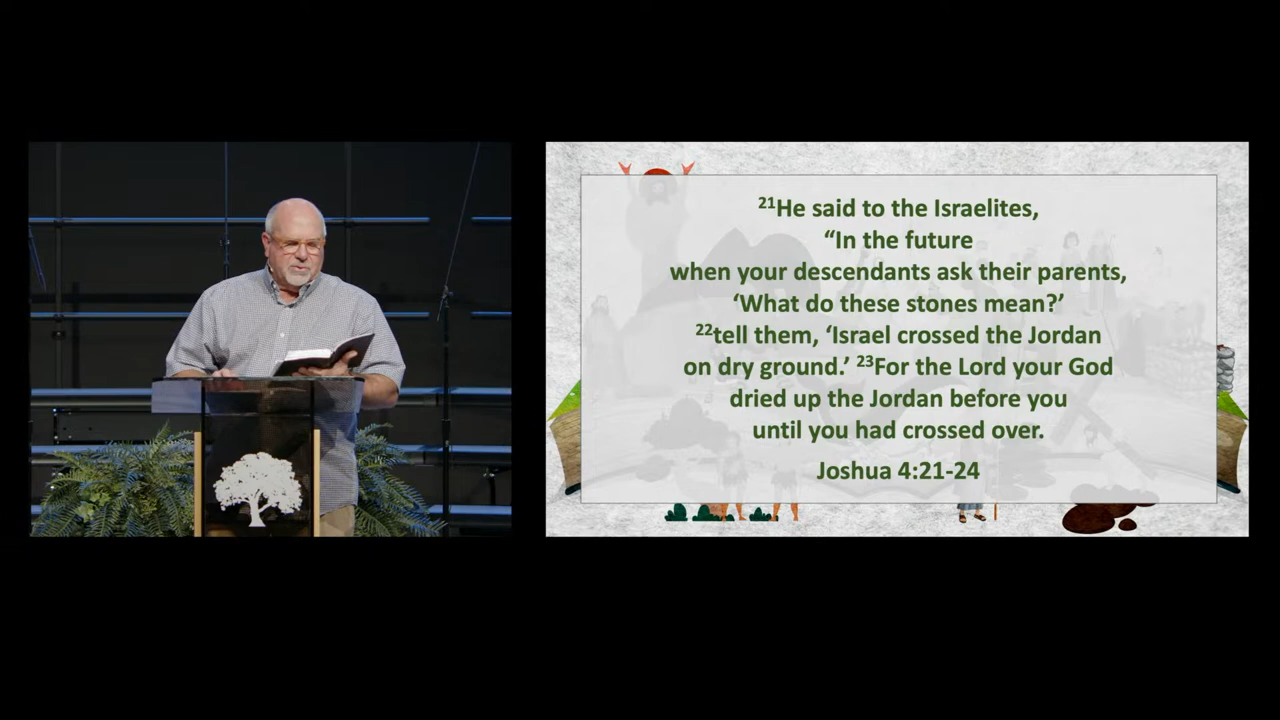 ²¹He said to the Israelites,
“In the future
when your descendants ask their parents,
‘What do these stones mean?’
²²tell them, ‘Israel crossed the Jordan
on dry ground.’ ²³For the Lord your God
dried up the Jordan before you
until you had crossed over.
Joshua 4:21-24